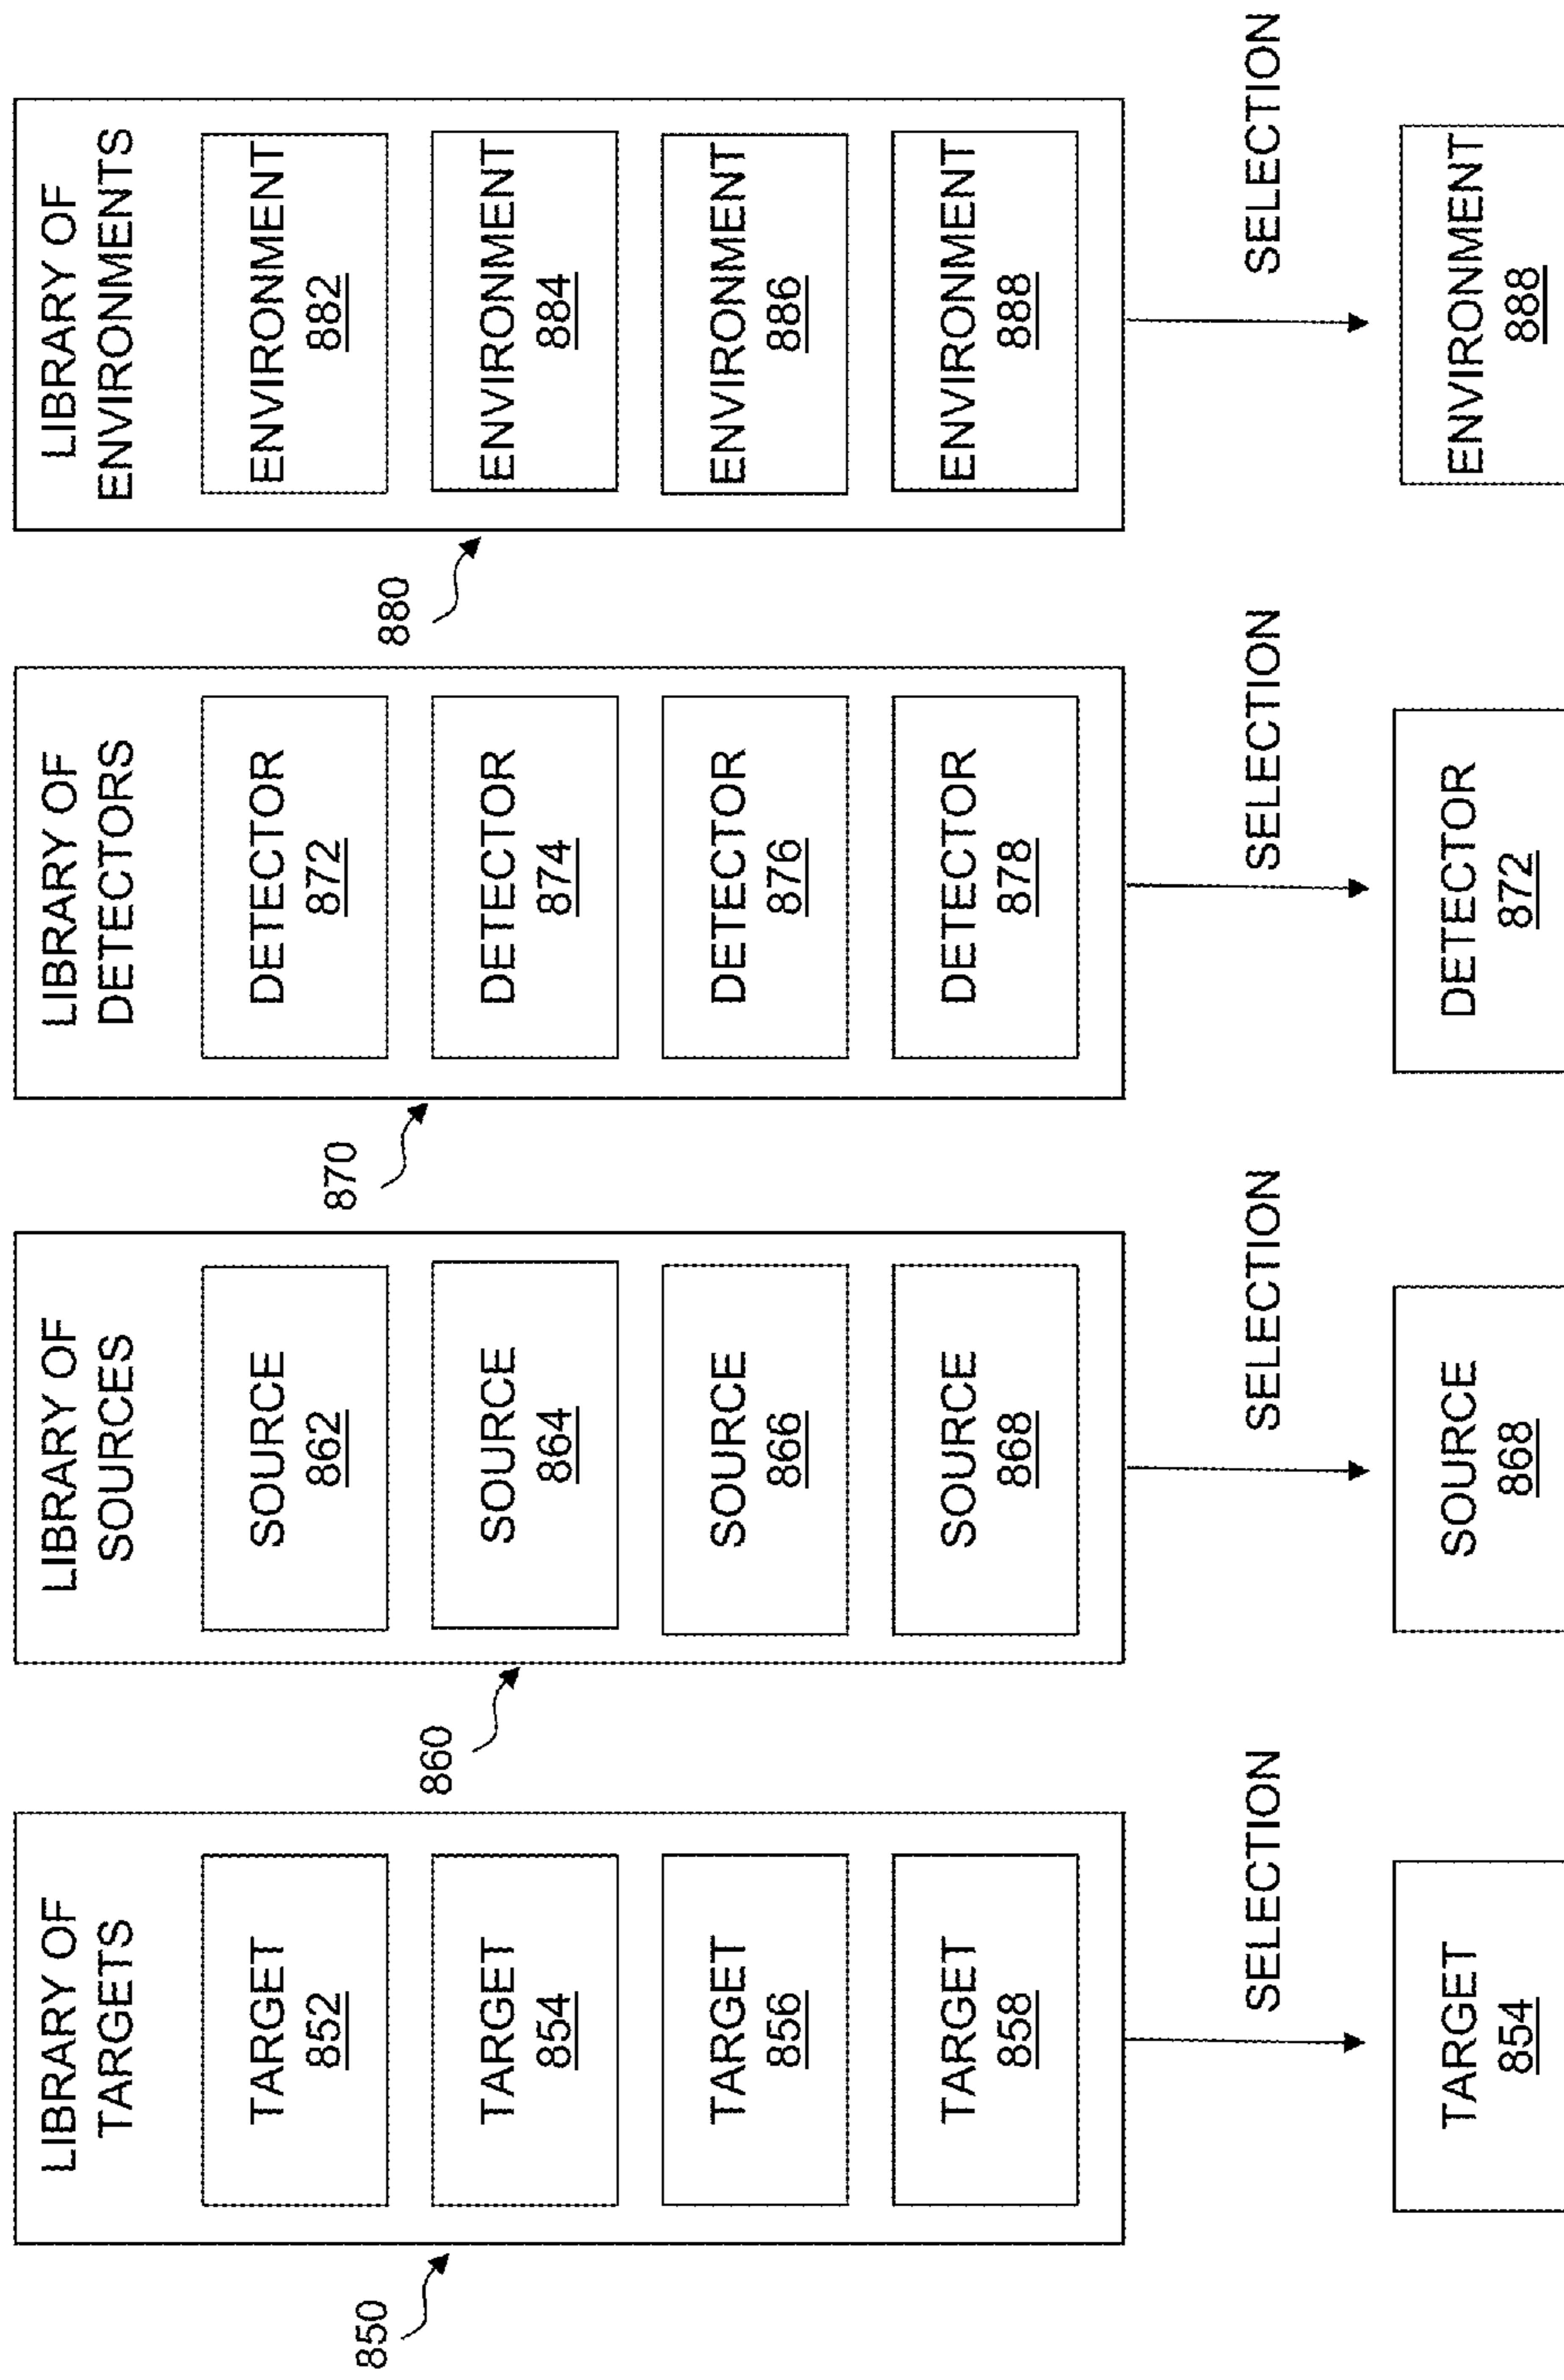 850
LIBRARY OF
TARGETS
TARGET
852
TARGET
854
TARGET
856
TARGET
858
SELECTION
TARGET
854
860
LIBRARY OF
SOURCES
SOURCE
862
SOURCE
864
SOURCE
866
SOURCE
868
SELECTION
SOURCE
868
870
LIBRARY OF
DETECTORS
DETECTOR
872
DETECTOR
874
DETECTOR
876
DETECTOR
878
SELECTION
DETECTOR
872
880
LIBRARY OF
ENVIRONMENTS
ENVIRONMENT
882
ENVIRONMENT
884
ENVIRONMENT
886
ENVIRONMENT
888
SELECTION
ENVIRONMENT
888